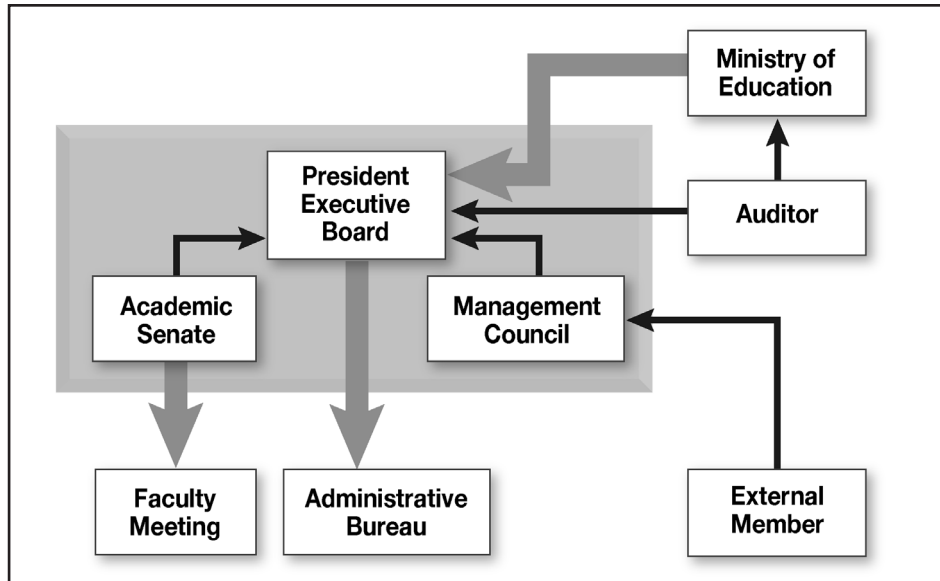 Ministry of
Education
President
Executive
Board
Auditor
Academic
Senate
Management
Council
Faculty
Meeting
Administrative
Bureau
External
Member